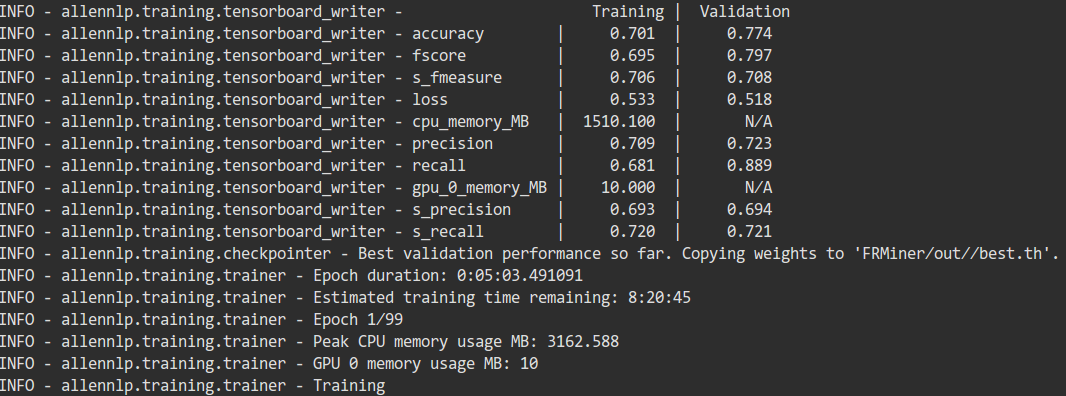 INFO - allennlp.training.tensorboard_writer - Training | Validation
INFO - allennlp.training.tensorboard_writer - accuracy | 0.701 | 0.774
INFO - allennlp.training.tensorboard_writer - fscore | 0.695 | 0.797
INFO - allennlp.training.tensorboard_writer - s_fmeasure | 0.706 | 0.708
INFO - allennlp.training.tensorboard_writer - loss | 0.533 | 0.518
INFO - allennlp.training.tensorboard_writer - cpu_memory_MB | 1510.100 | N/A
INFO - allennlp.training.tensorboard_writer - precision | 0.709 | 0.723
INFO - allennlp.training.tensorboard_writer - recall | 0.681 | 0.889
INFO - allennlp.training.tensorboard_writer - gpu_0_memory_MB | 10.000 | N/A
INFO - allennlp.training.tensorboard_writer - s_precision | 0.693 | 0.694
INFO - allennlp.training.tensorboard_writer - s_recall | 0.720 | 0.721
INFO - allennlp.training.checkpointer - Best validation performance so far. Copying weights to 'FRMiner/out//best.th'.
INFO - allennlp.training.trainer - Epoch duration: 0:05:03.491091
INFO - allennlp.training.trainer - Estimated training time remaining: 8:20:45
INFO - allennlp.training.trainer - Epoch 1/99
INFO - allennlp.training.trainer - Peak CPU memory usage MB: 3162.588
INFO - allennlp.training.trainer - GPU 0 memory usage MB: 10
INFO - allennlp.training.trainer - Training